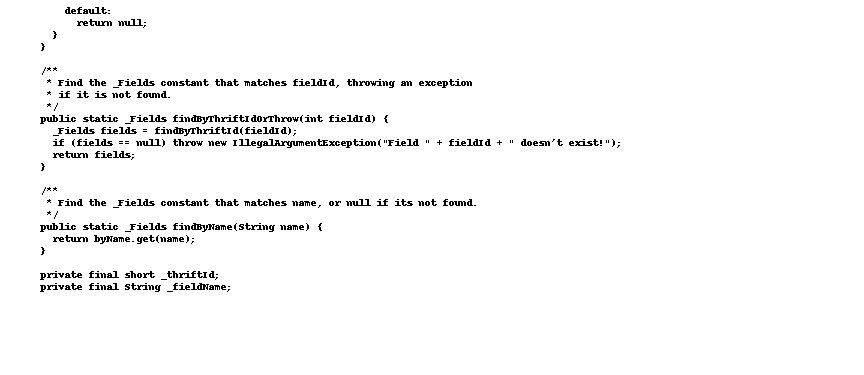 default:
return null;
}
}
/**
* Find the _Fields constant that matches fieldId, throwing an exception
* if it is not found.
*/
public static _Fields findByThriftIdOrThrow(int fieldId) {
_Fields fields = findByThriftId(fieldId);
if (fields == null) throw new IllegalArgumentException("Field " + fieldId + " doesn't exist!");
return fields;
}
/**
* Find the _Fields constant that matches name, or null if its not found.
*/
public static _Fields findByName(String name) {
return byName.get(name);
}
private final short _thriftId;
private final String _fieldName;